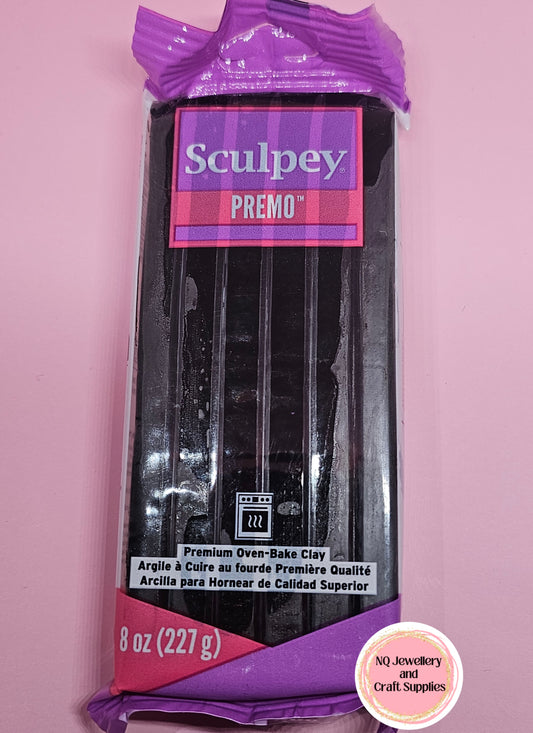 Sculpey
PREMO™
Premium Oven-Bake Clay
Argile à Cuire au fourde Première Qualité
Arcilla para Hornear de Calidad Superior
8 oz (227 g)
NQ Jewellery
and
Craft Supplies